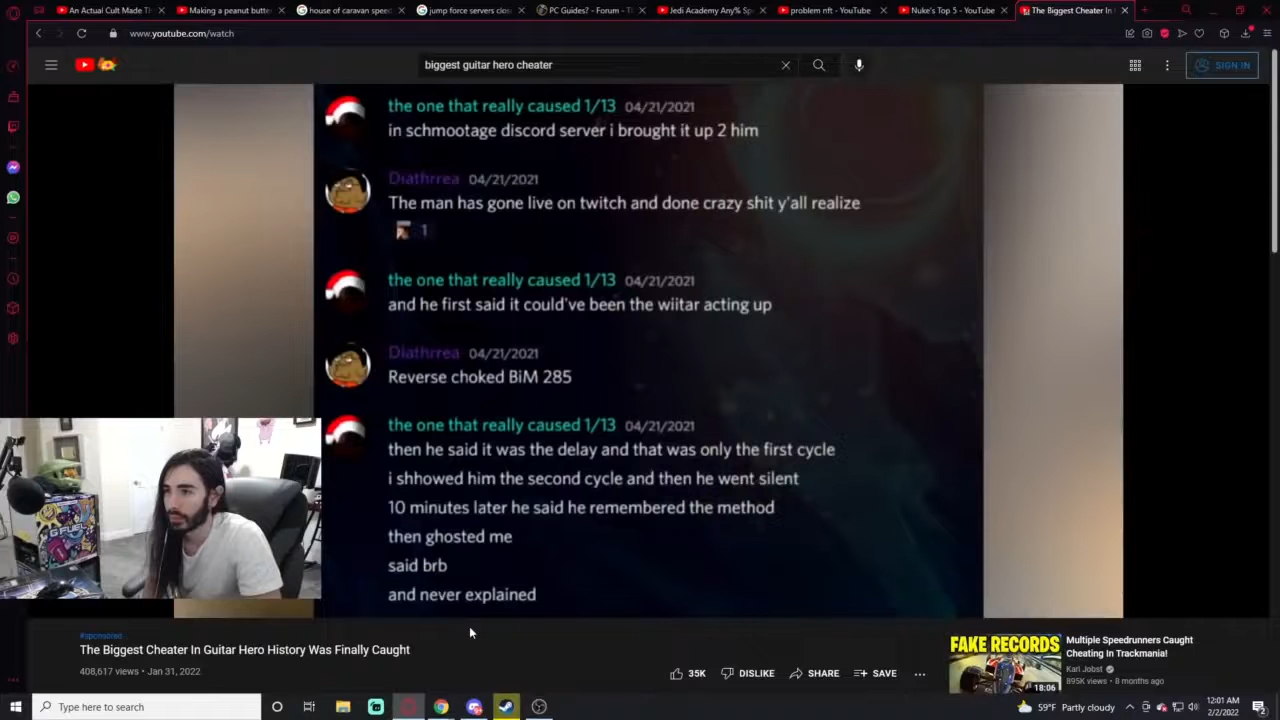 An Actual Cult Made Th
Making a peanut butter
house of caravan speed
jump force servers close
PC Guides? - Forum - T
Jedi Academy Any% Sp
problem nft - YouTube
Nuke's Top 5 - YouTube
The Biggest Cheater In
www.youtube.com/watch
biggest guitar hero cheater
SIGN IN
the one that really caused 1/13 04/21/2021
in schmootage discord server i brought it up 2 him
Diathrrea 04/21/2021
The man has gone live on twitch and done crazy shit y'all realize
1
the one that really caused 1/13 04/21/2021
and he first said it could've been the wiitar acting up
Diathrrea 04/21/2021
Reverse choked BiM 285
the one that really caused 1/13 04/21/2021
then he said it was the delay and that was only the first cycle
i shhowed him the second cycle and then he went silent
10 minutes later he said he remembered the method
then ghosted me
said brb
and never explained
G FUEL
#sponsored
The Biggest Cheater In Guitar Hero History Was Finally Caught
408,617 views • Jan 31, 2022
35K
DISLIKE
SHARE
SAVE
FAKE RECORDS
18:06
Multiple Speedrunners Caught
Cheating In Trackmania!
Karl Jobst
895K views • 8 months ago
Type here to search
59°F Partly cloudy
12:01 AM
2/2/2022
2